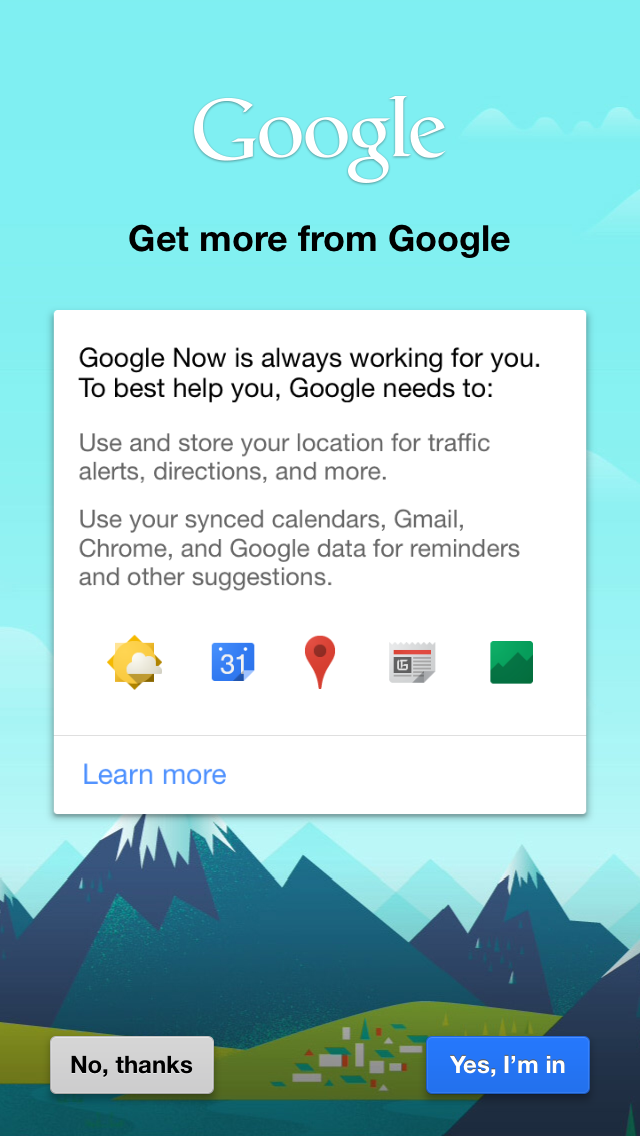 Google
Get more from Google
Google Now is always working for you.
To best help you, Google needs to:
Use and store your location for traffic
alerts, directions, and more.
Use your synced calendars, Gmail,
Chrome, and Google data for reminders
and other suggestions.
31
G
Learn more
No, thanks
Yes, I’m in